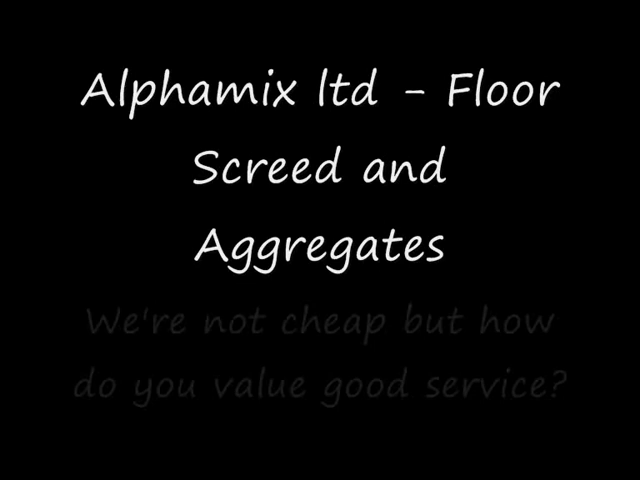 Alphamix ltd - Floor
Screed and
Aggregates
We're not cheap but how
do you value good service?